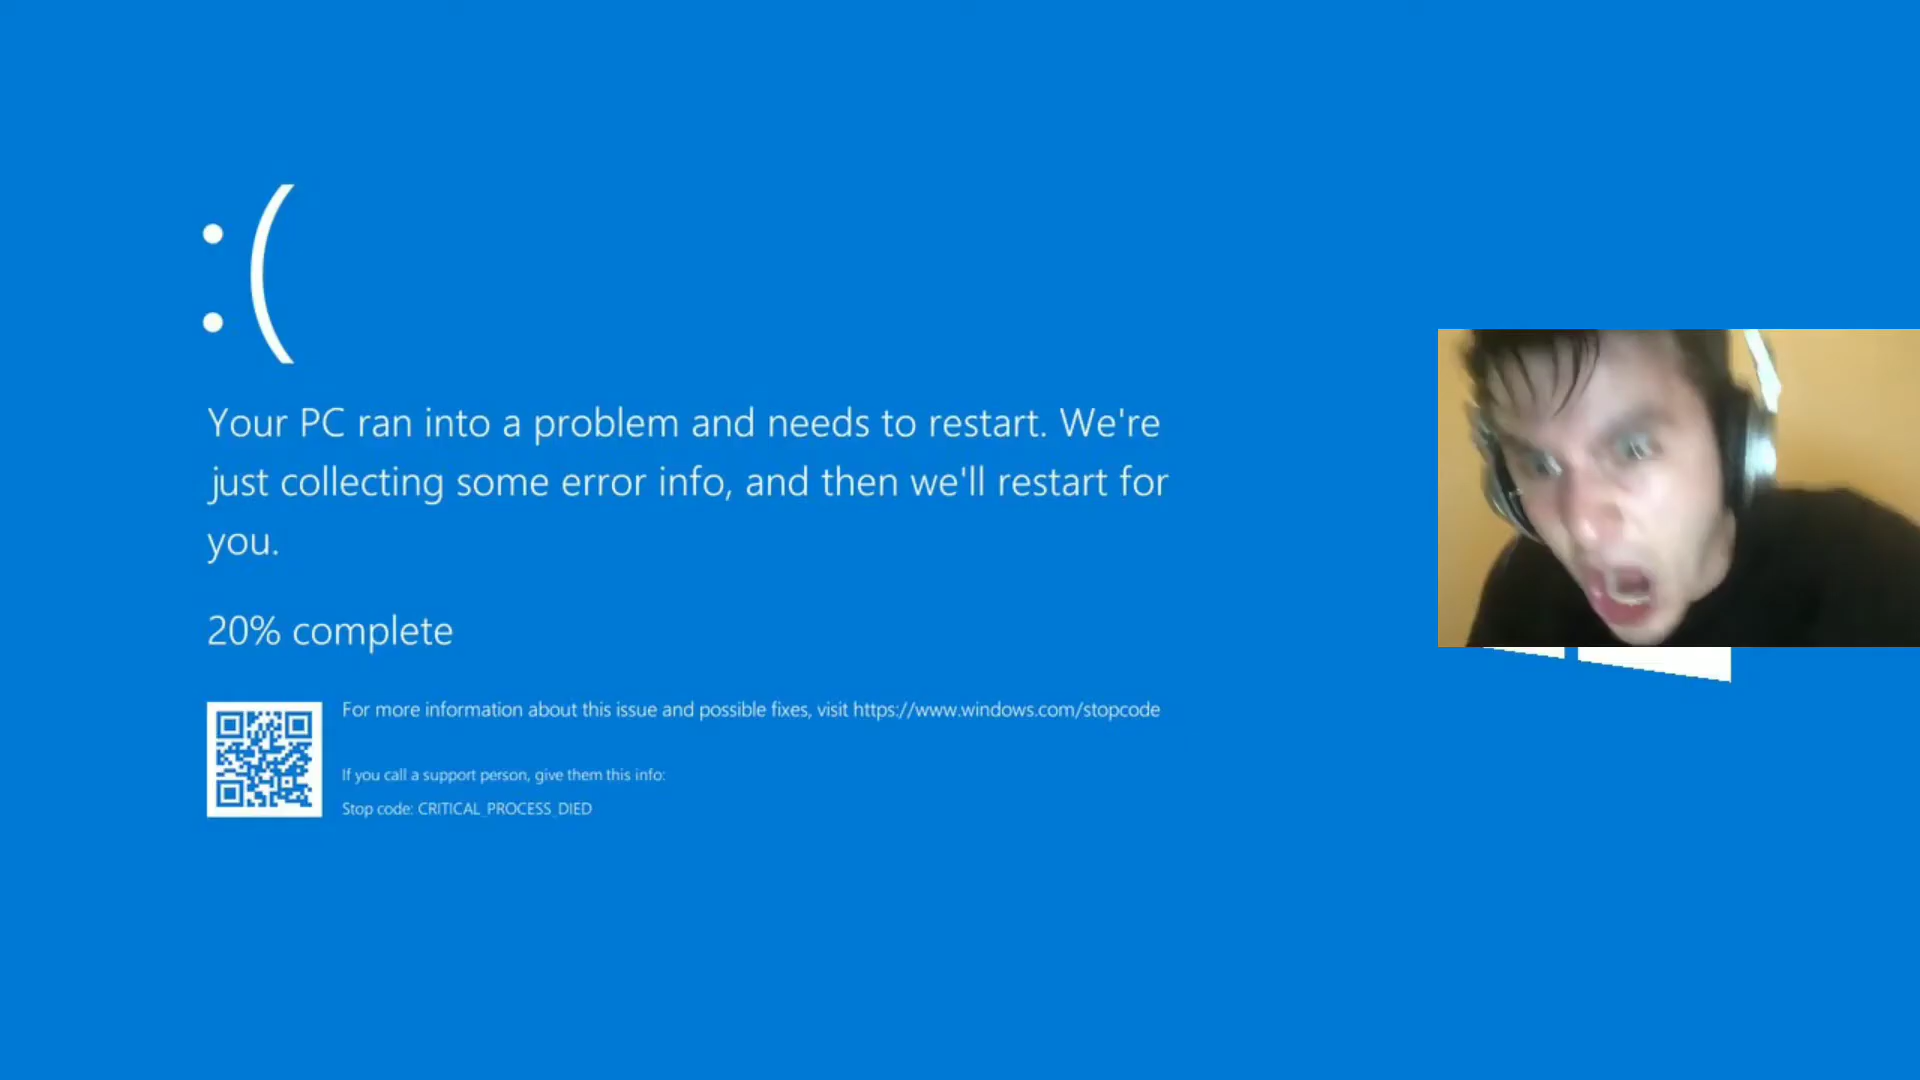 :(
Your PC ran into a problem and needs to restart. We're
just collecting some error info, and then we'll restart for
you.
20% complete
For more information about this issue and possible fixes, visit https://www.windows.com/stopcode
If you call a support person, give them this info:
Stop code: CRITICAL_PROCESS_DIED